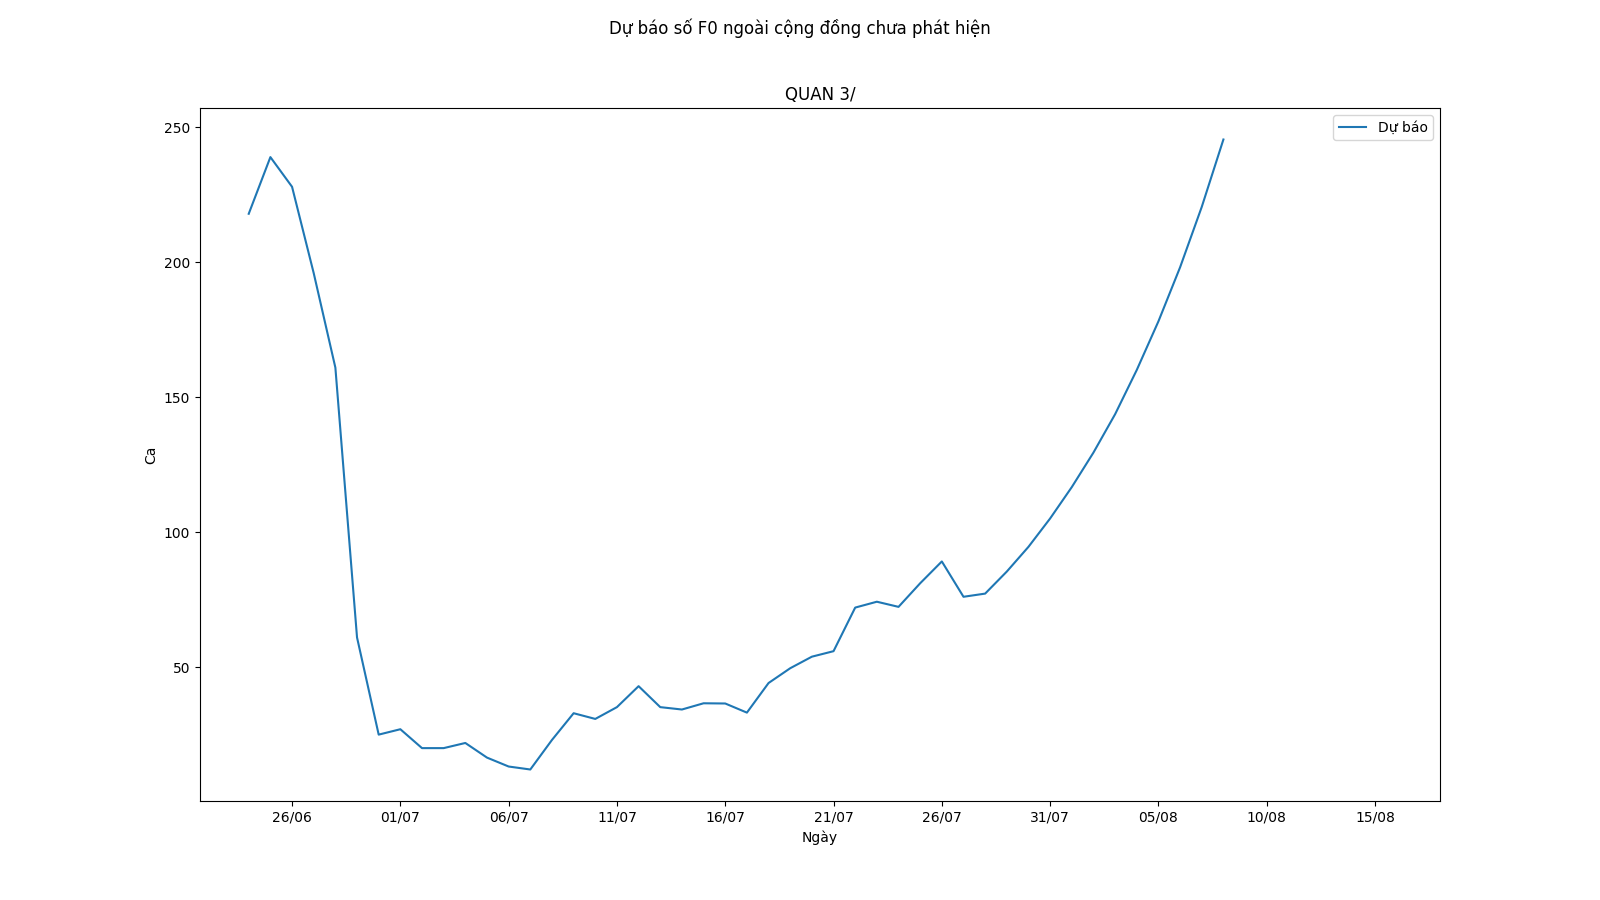 Dự báo số F0 ngoài cộng đồng chưa phát hiện
QUAN 3/
Dự báo
250
200
150
100
50
Ca
26/06 01/07 06/07 11/07 16/07 21/07 26/07 31/07 05/08 10/08 15/08
Ngày